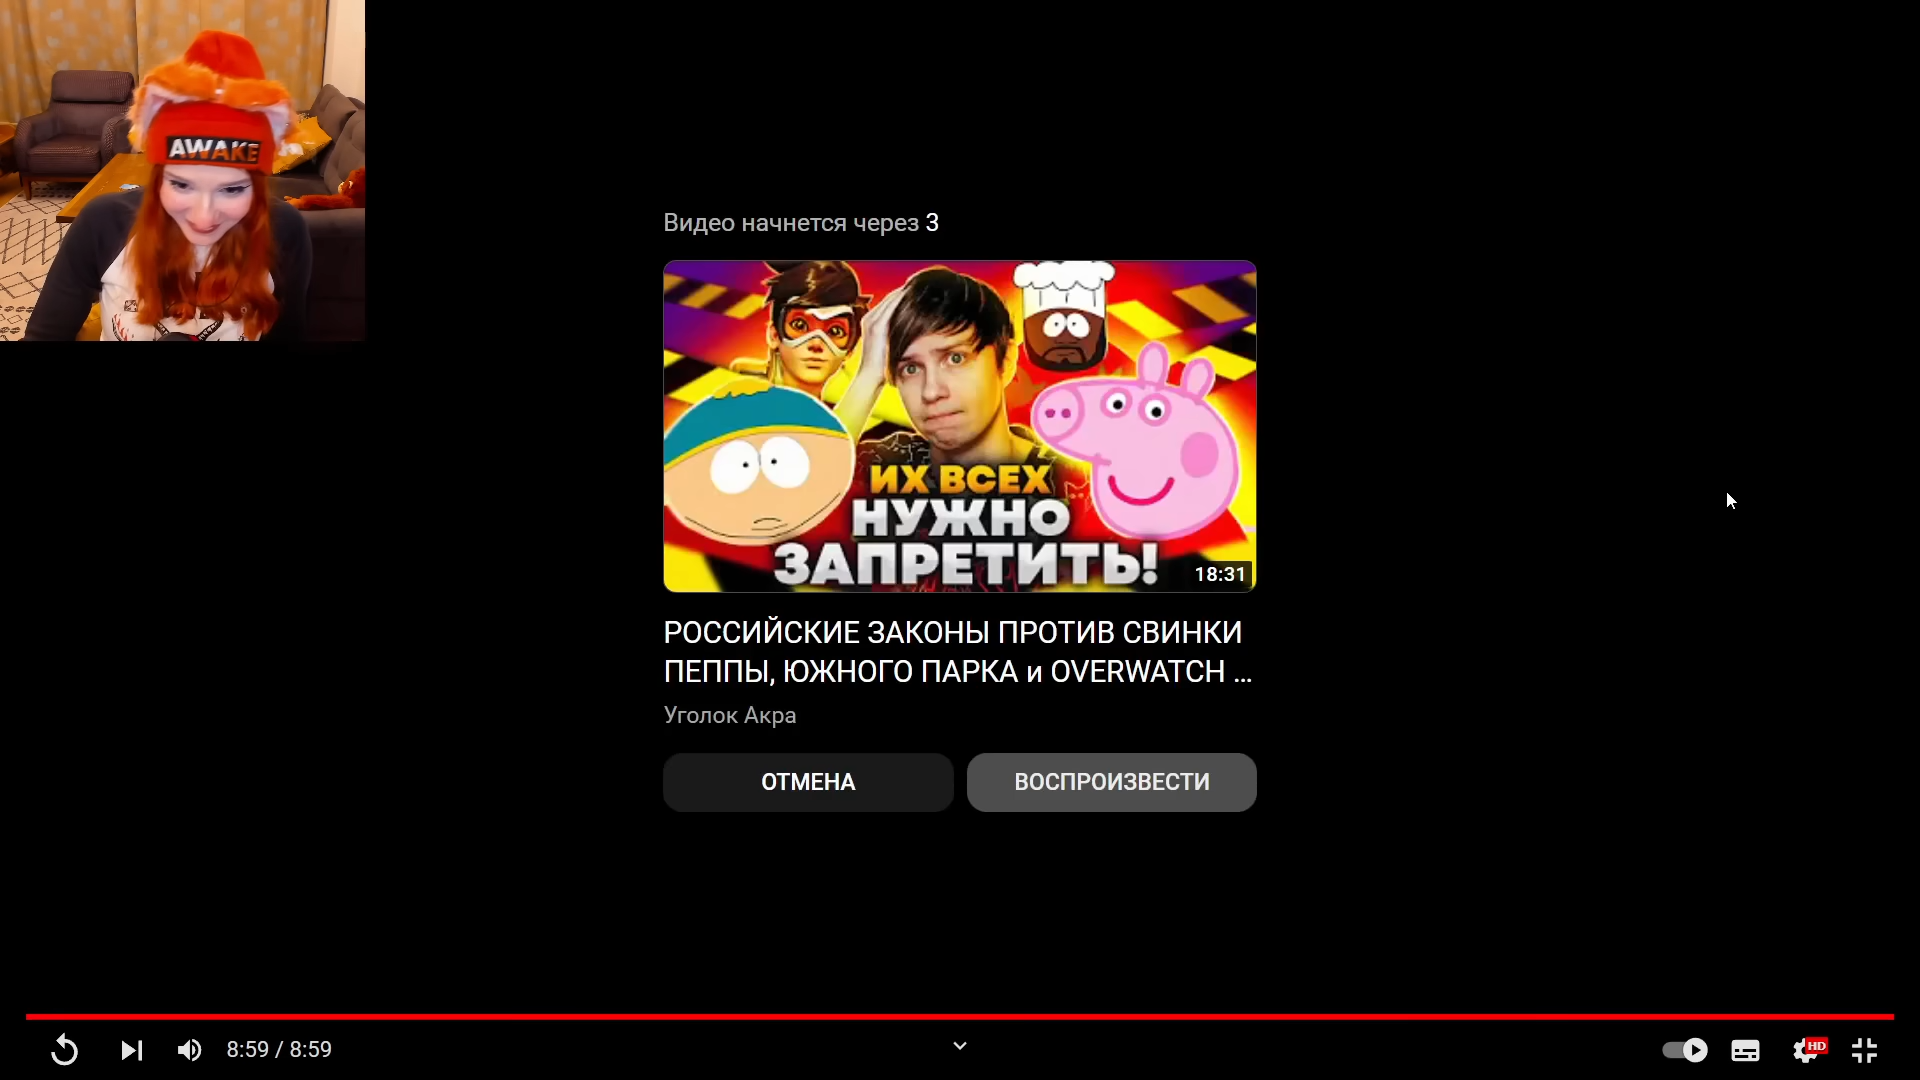 AWAKE
Видео начнется через 3
ИХ ВСЕХ
НУЖНО
ЗАПРЕТИТЬ!
18:31
РОССИЙСКИЕ ЗАКОНЫ ПРОТИВ СВИНКИ
ПЕППЫ, ЮЖНОГО ПАРКА и OVERWATCH ...
Уголок Акра
ОТМЕНА
ВОСПРОИЗВЕСТИ
8:59 / 8:59
HD